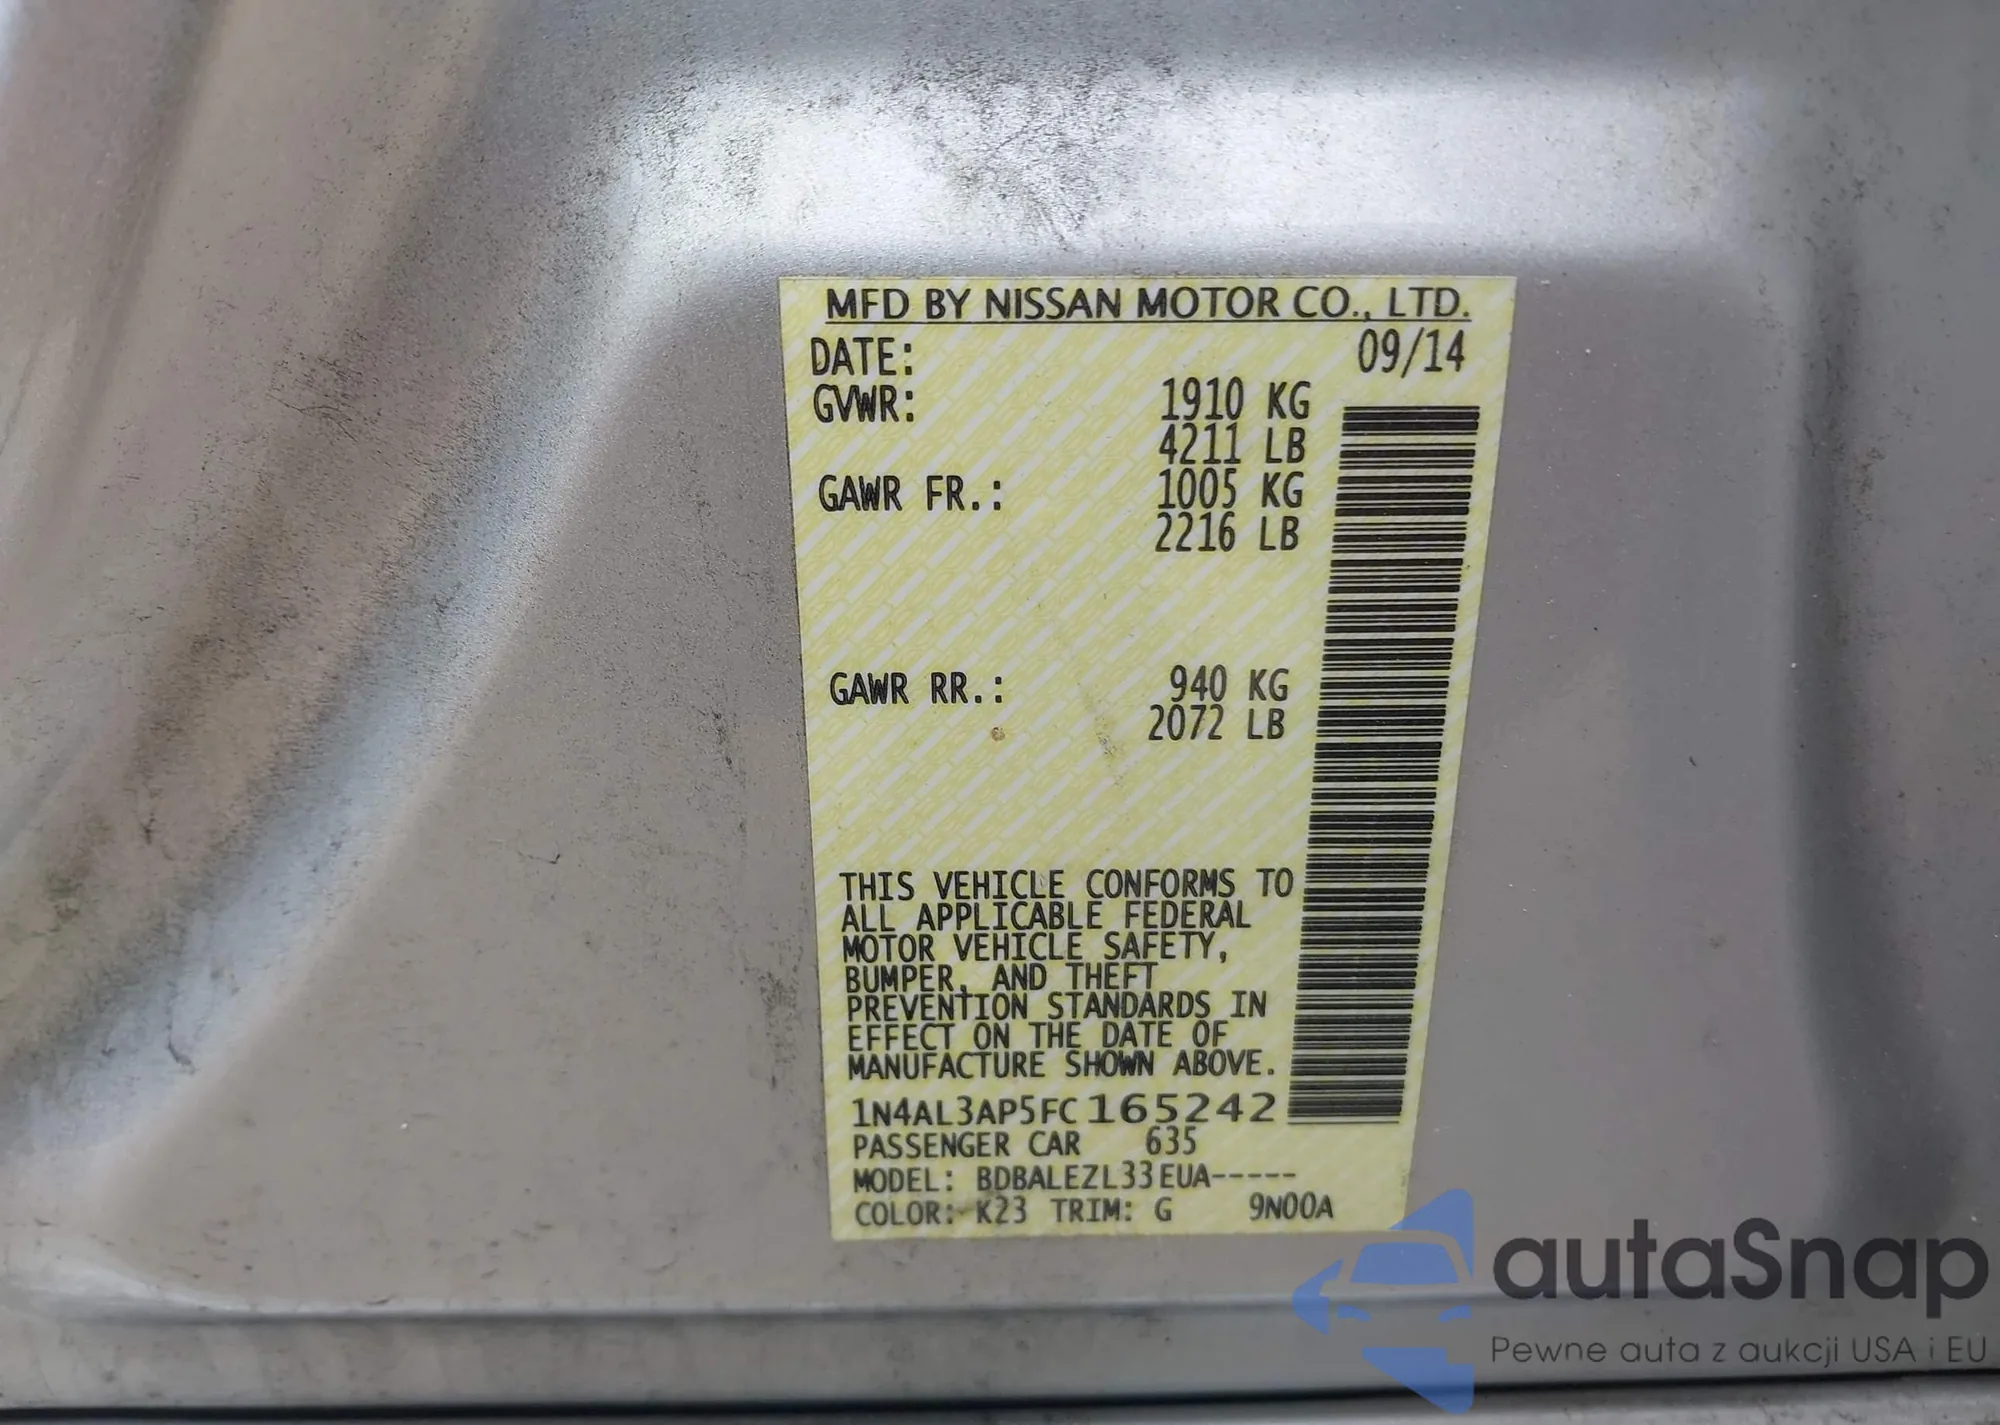 MFD BY NISSAN MOTOR CO., LTD.
DATE: 09/14
GVWR: 1910 KG
4211 LB
GAWR FR.: 1005 KG
2216 LB
GAWR RR.: 940 KG
2072 LB
THIS VEHICLE CONFORMS TO
ALL APPLICABLE FEDERAL
MOTOR VEHICLE SAFETY,
BUMPER, AND THEFT
PREVENTION STANDARDS IN
EFFECT ON THE DATE OF
MANUFACTURE SHOWN ABOVE.
1N4AL3AP5FC165242
PASSENGER CAR 635
MODEL: BDBALEZL33EUA-----
COLOR: K23 TRIM: G 9N00A
autaSnap
Pewne auta z aukcji USA i EU